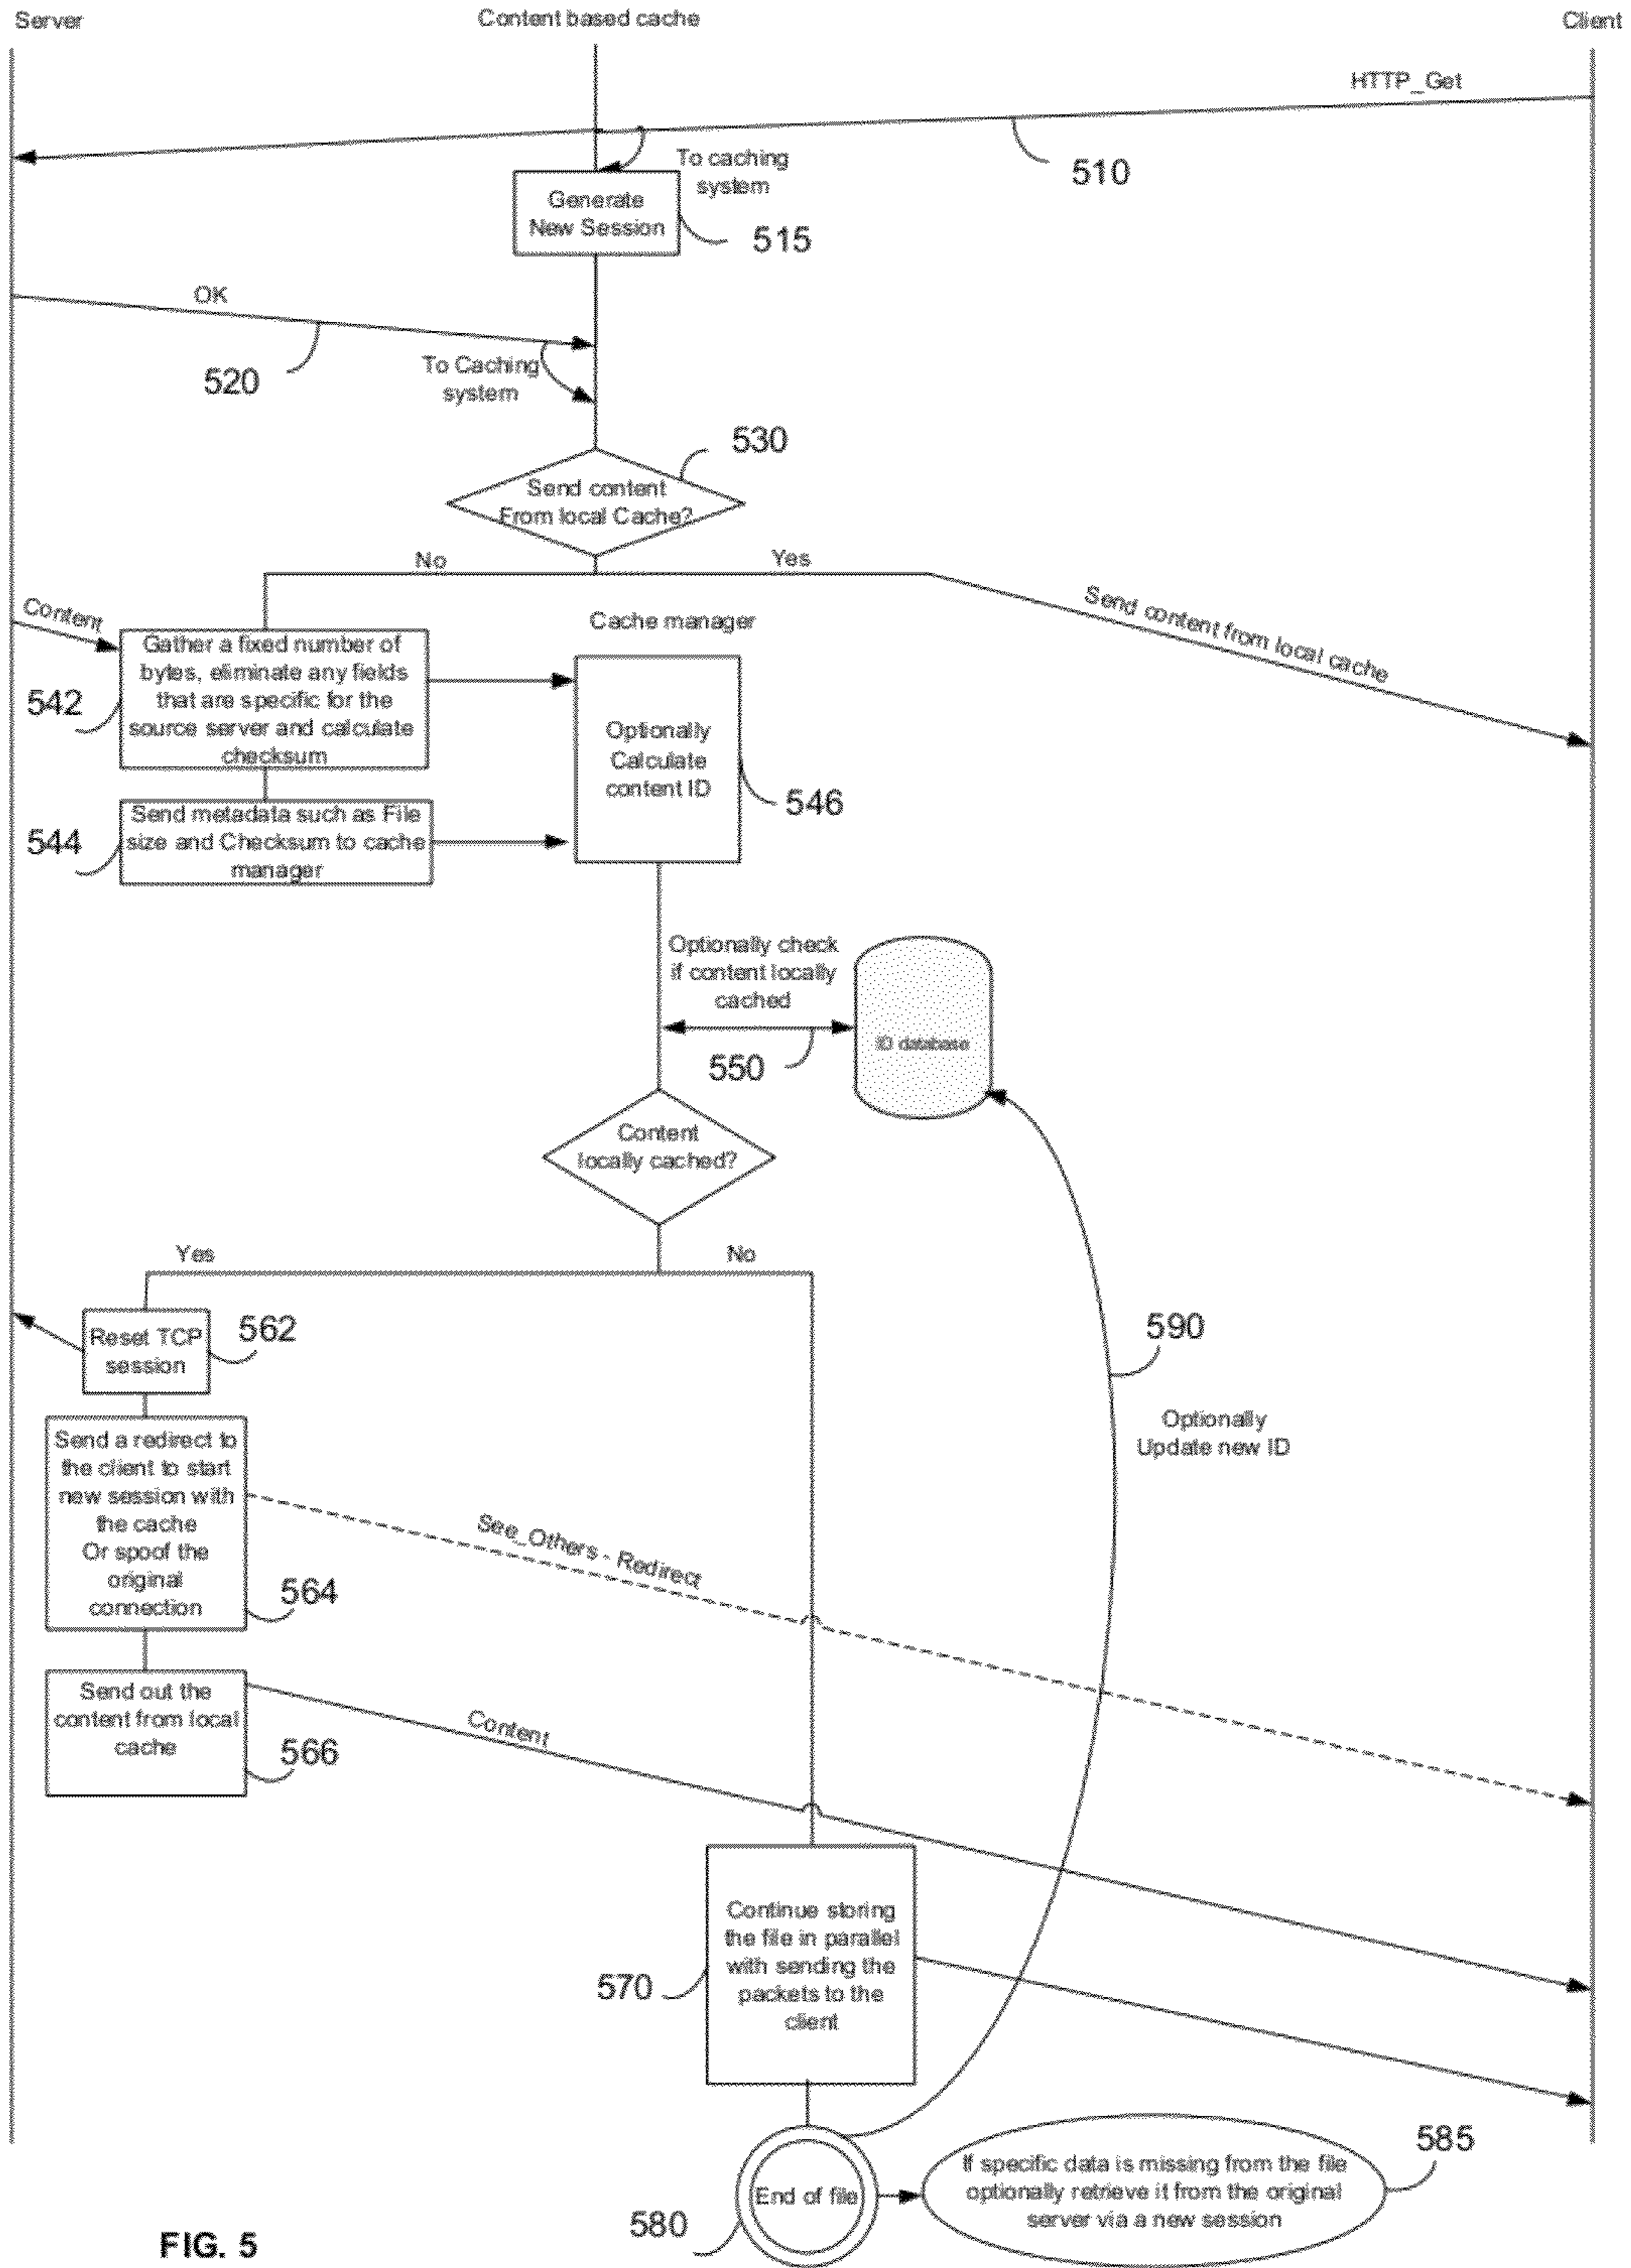 Server
Content based cache
Client
HTTP_Get
510
To caching
system
Generate
New Session
515
OK
520
To Caching
system
530
Send content
From local Cache?
No
Yes
Content
Send content from local cache
Cache manager
Gather a fixed number of
bytes, eliminate any fields
that are specific for the
source server and calculate
checksum
542
Optionally
Calculate
content ID
546
Send metadata such as File
size and Checksum to cache
manager
544
Optionally check
if content locally
cached
550
ID database
Content
locally cached?
Yes
No
Reset TCP
session
562
590
Optionally
Update new ID
Send a redirect to
the client to start
new session with
the cache
Or spoof the
original
connection
564
See_Others - Redirect
Send out the
content from local
cache
566
Content
Continue storing
the file in parallel
with sending the
packets to the
client
570
End of file
580
If specific data is missing from the file
optionally retrieve it from the original
server via a new session
585
FIG. 5